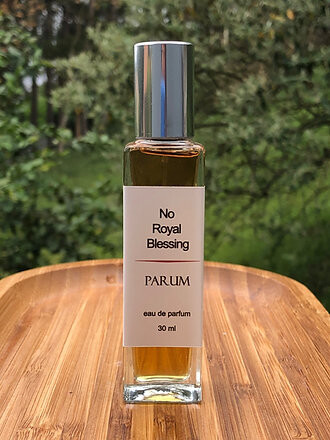 No
Royal
Blessing
PARUM
eau de parfum
30 ml